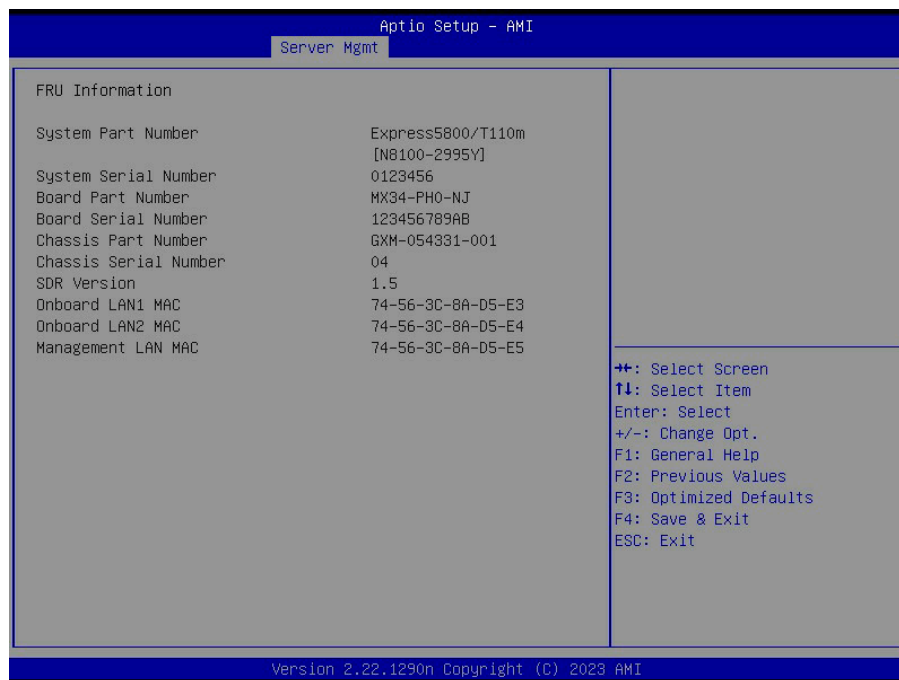 Aptio Setup – AMI
Server Mgmt
FRU Information
System Part Number Express5800/T110m
[N8100-2995Y]
System Serial Number 0123456
Board Part Number MX34-PH0-NJ
Board Serial Number 123456789AB
Chassis Part Number GXM-054331-001
Chassis Serial Number 04
SDR Version 1.5
Onboard LAN1 MAC 74-56-3C-8A-D5-E3
Onboard LAN2 MAC 74-56-3C-8A-D5-E4
Management LAN MAC 74-56-3C-8A-D5-E5
→←: Select Screen
↑↓: Select Item
Enter: Select
+/-: Change Opt.
F1: General Help
F2: Previous Values
F3: Optimized Defaults
F4: Save & Exit
ESC: Exit
Version 2.22.1290n Copyright (C) 2023 AMI